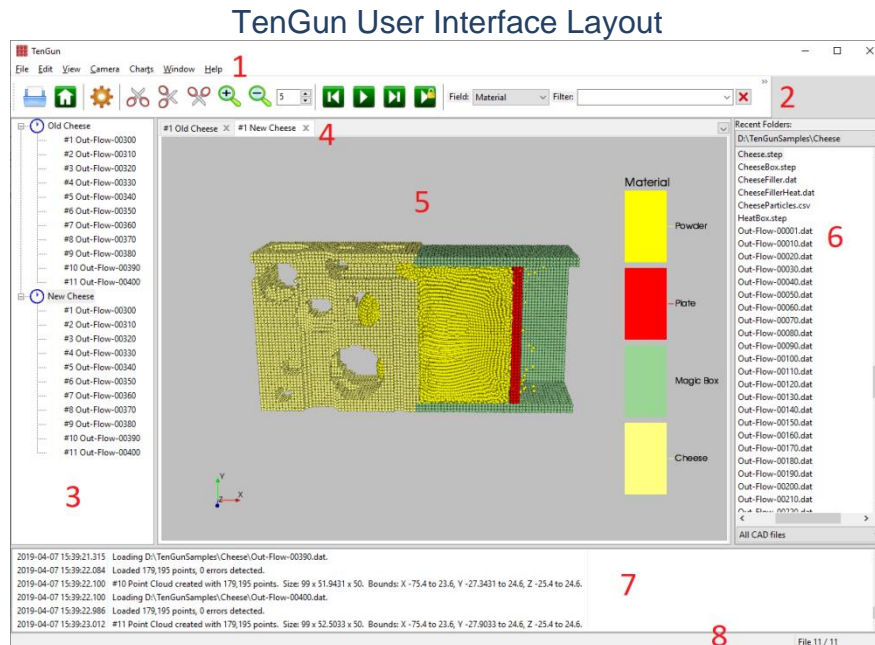 TenGun User Interface Layout
TenGun
File Edit View Camera Charts Window Help
1
5
Field: Material Filter:
2
Old Cheese
#1 Out-Flow-00300
#2 Out-Flow-00310
#3 Out-Flow-00320
#4 Out-Flow-00330
#5 Out-Flow-00340
#6 Out-Flow-00350
#7 Out-Flow-00360
#8 Out-Flow-00370
#9 Out-Flow-00380
#10 Out-Flow-00390
#11 Out-Flow-00400
New Cheese
#1 Out-Flow-00300
#2 Out-Flow-00310
#3 Out-Flow-00320
#4 Out-Flow-00330
#5 Out-Flow-00340
#6 Out-Flow-00350
#7 Out-Flow-00360
#8 Out-Flow-00370
#9 Out-Flow-00380
#10 Out-Flow-00390
#11 Out-Flow-00400
3
#1 Old Cheese X #1 New Cheese X
4
5
Material
Powder
Plate
Magic Box
Cheese
Y
Z X
Recent Folders:
D:\TenGunSamples\Cheese
Cheese.step
CheeseBox.step
CheeseFiller.dat
CheeseFillerHeat.dat
CheeseParticles.csv
HeatBox.step
Out-Flow-00001.dat
Out-Flow-00010.dat
Out-Flow-00020.dat
Out-Flow-00030.dat
Out-Flow-00040.dat
Out-Flow-00050.dat
Out-Flow-00060.dat
Out-Flow-00070.dat
Out-Flow-00080.dat
Out-Flow-00090.dat
Out-Flow-00100.dat
Out-Flow-00110.dat
Out-Flow-00120.dat
Out-Flow-00130.dat
Out-Flow-00140.dat
Out-Flow-00150.dat
Out-Flow-00160.dat
Out-Flow-00170.dat
Out-Flow-00180.dat
Out-Flow-00190.dat
Out-Flow-00200.dat
Out-Flow-00210.dat
Out-Flow-00220.dat
6
All CAD files
2019-04-07 15:39:21.315 Loading D:\TenGunSamples\Cheese\Out-Flow-00390.dat.
2019-04-07 15:39:22.084 Loaded 179,195 points, 0 errors detected.
2019-04-07 15:39:22.100 #10 Point Cloud created with 179,195 points. Size: 99 x 51.9431 x 50. Bounds: X -75.4 to 23.6, Y -27.3431 to 24.6, Z -25.4 to 24.6.
2019-04-07 15:39:22.100 Loading D:\TenGunSamples\Cheese\Out-Flow-00400.dat.
2019-04-07 15:39:22.986 Loaded 179,195 points, 0 errors detected.
2019-04-07 15:39:23.012 #11 Point Cloud created with 179,195 points. Size: 99 x 52.5033 x 50. Bounds: X -75.4 to 23.6, Y -27.9033 to 24.6, Z -25.4 to 24.6.
7
8
File 11 / 11